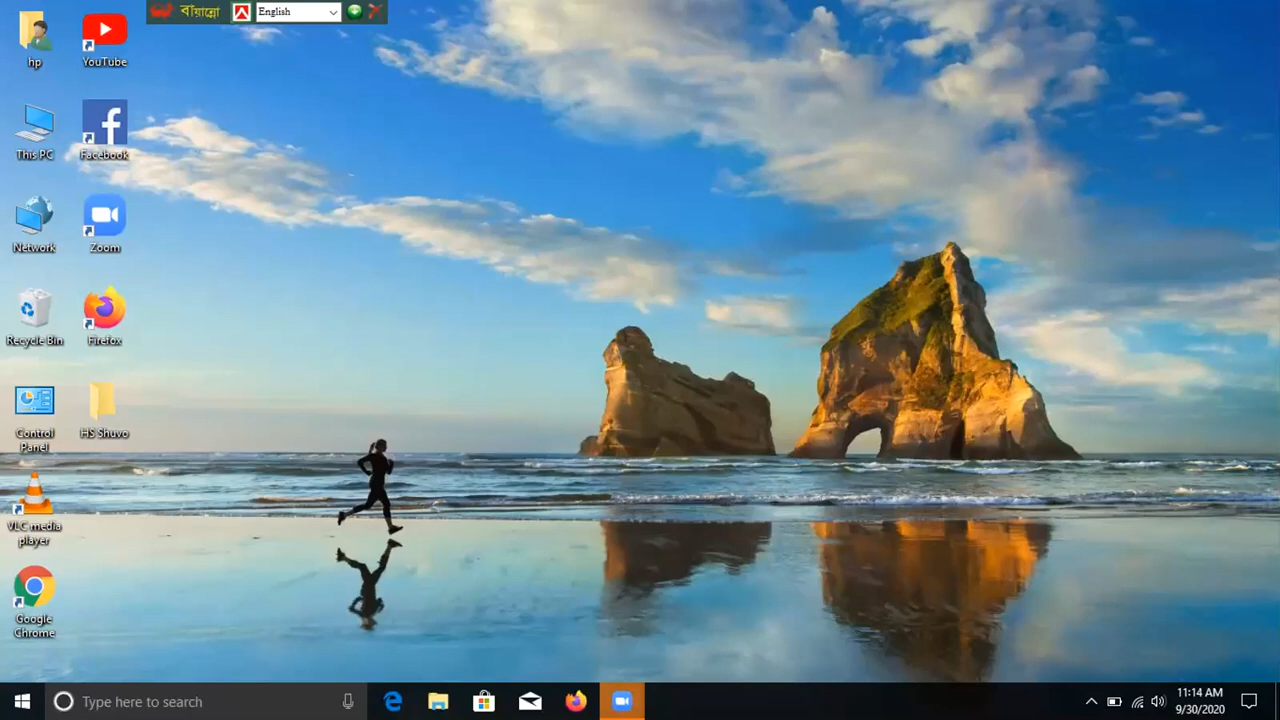 বায়ান্নো
English
hp
YouTube
This PC
Facebook
Network
Zoom
Recycle Bin
Firefox
Control
Panel
HS Shuvo
VLC media
player
Google
Chrome
Type here to search
11:14 AM
9/30/2020